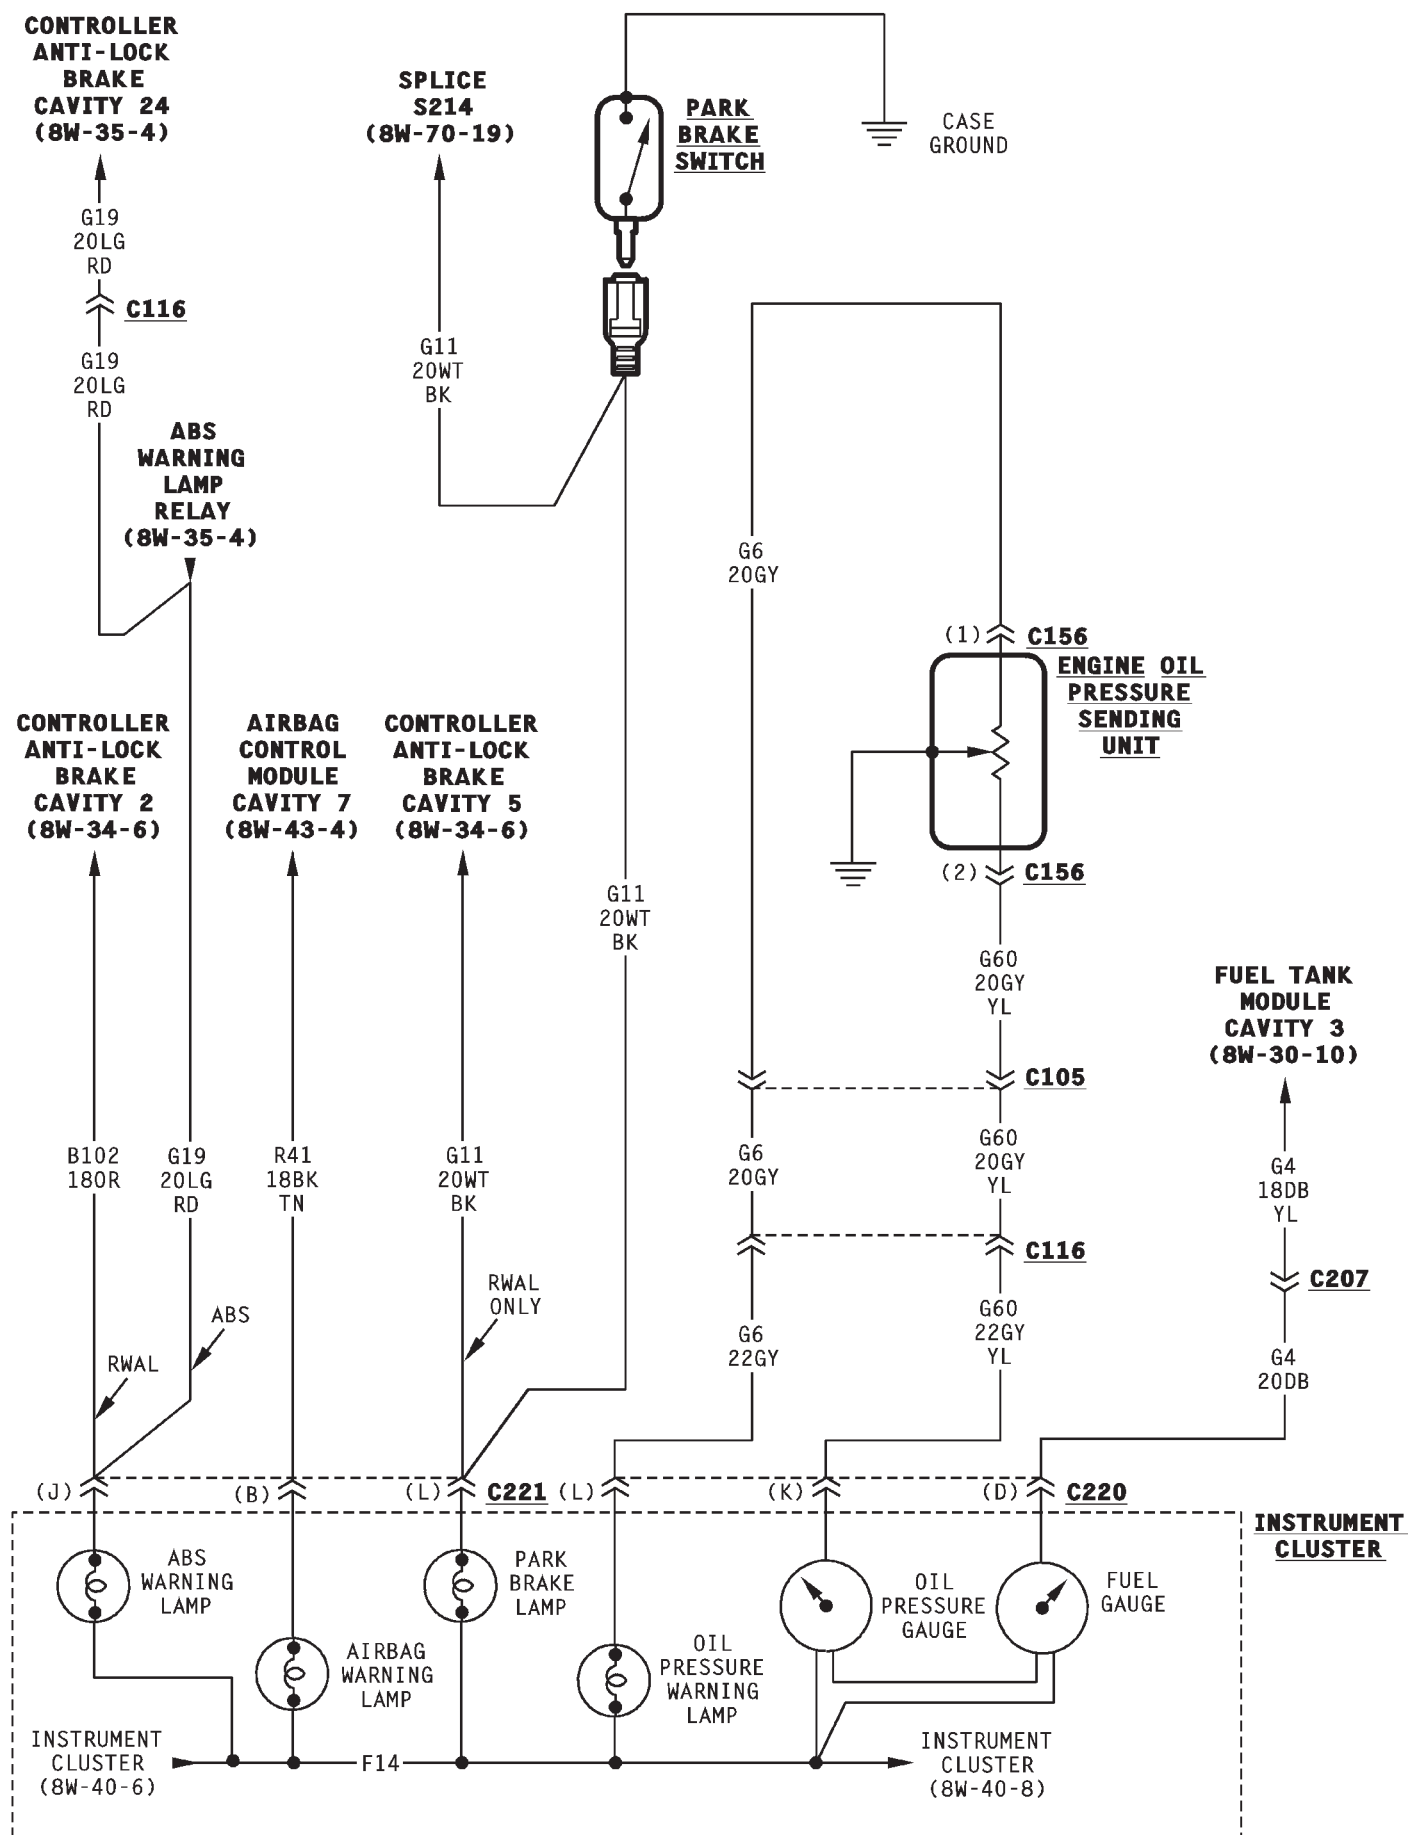 CONTROLLER
ANTI-LOCK
BRAKE
CAVITY 24
(8W-35-4)
SPLICE
S214
(8W-70-19)
PARK
BRAKE
SWITCH
CASE
GROUND
G19
20LG
RD
C116
G19
20LG
RD
G11
20WT
BK
ABS
WARNING
LAMP
RELAY
(8W-35-4)
G6
20GY
(1)
C156
ENGINE OIL
PRESSURE
SENDING
UNIT
(2)
C156
CONTROLLER
ANTI-LOCK
BRAKE
CAVITY 2
(8W-34-6)
AIRBAG
CONTROL
MODULE
CAVITY 7
(8W-43-4)
CONTROLLER
ANTI-LOCK
BRAKE
CAVITY 5
(8W-34-6)
G11
20WT
BK
G60
20GY
YL
FUEL TANK
MODULE
CAVITY 3
(8W-30-10)
C105
B102
18OR
G19
20LG
RD
R41
18BK
TN
G11
20WT
BK
G6
20GY
G60
20GY
YL
G4
18DB
YL
C116
C207
RWAL
ABS
RWAL
ONLY
G6
22GY
G60
22GY
YL
G4
20DB
(J)
(B)
(L)
C221
(L)
(K)
(D)
C220
INSTRUMENT
CLUSTER
ABS
WARNING
LAMP
AIRBAG
WARNING
LAMP
PARK
BRAKE
LAMP
OIL
PRESSURE
WARNING
LAMP
OIL
PRESSURE
GAUGE
FUEL
GAUGE
INSTRUMENT
CLUSTER
(8W-40-6)
F14
INSTRUMENT
CLUSTER
(8W-40-8)